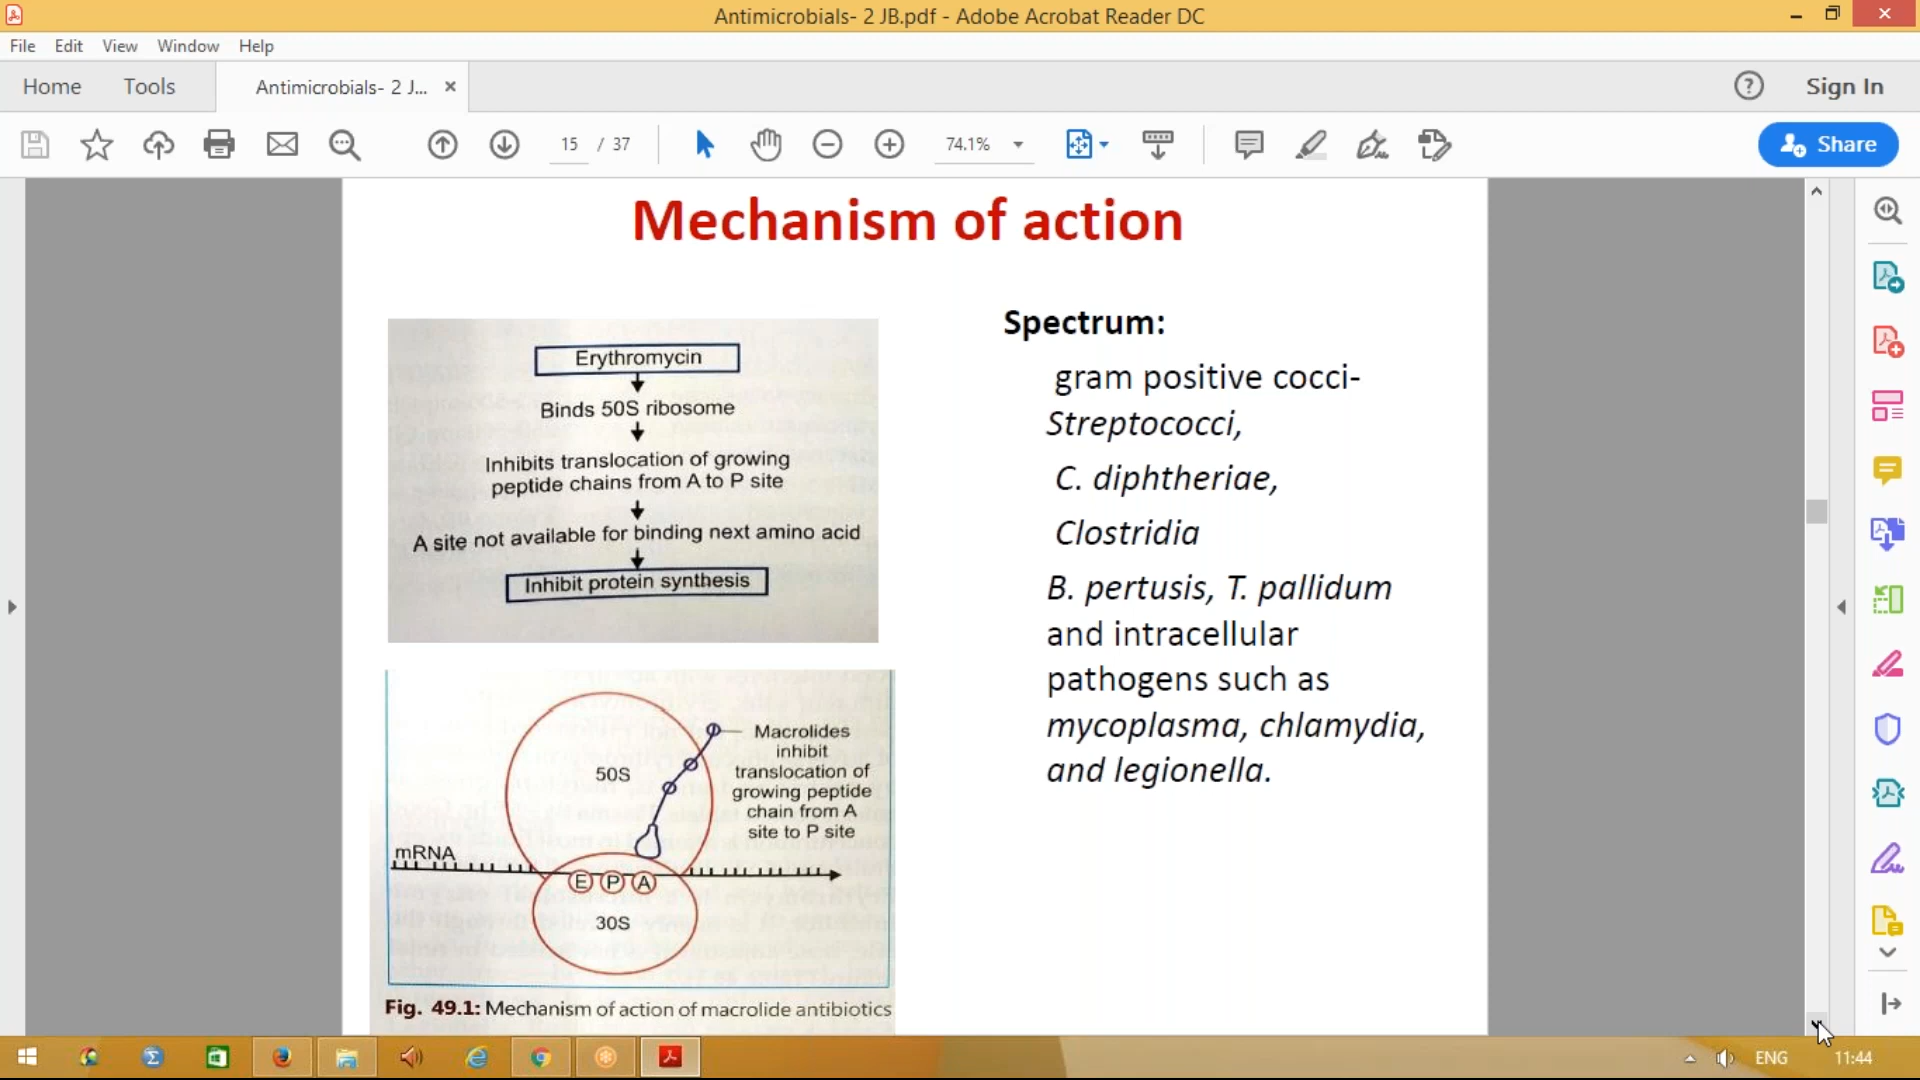 Antimicrobials- 2 JB.pdf - Adobe Acrobat Reader DC
File Edit View Window Help
Home Tools Antimicrobials- 2 J... Sign In
15 / 37 74.1% Share
Mechanism of action
Erythromycin
Binds 50S ribosome
Inhibits translocation of growing
peptide chains from A to P site
A site not available for binding next amino acid
Inhibit protein synthesis
50S
Macrolides
inhibit
translocation of
growing peptide
chain from A
site to P site
mRNA
E P A
30S
Fig. 49.1: Mechanism of action of macrolide antibiotics
Spectrum:
gram positive cocci-
Streptococci,
C. diphtheriae,
Clostridia
B. pertusis, T. pallidum
and intracellular
pathogens such as
mycoplasma, chlamydia,
and legionella.
ENG 11:44